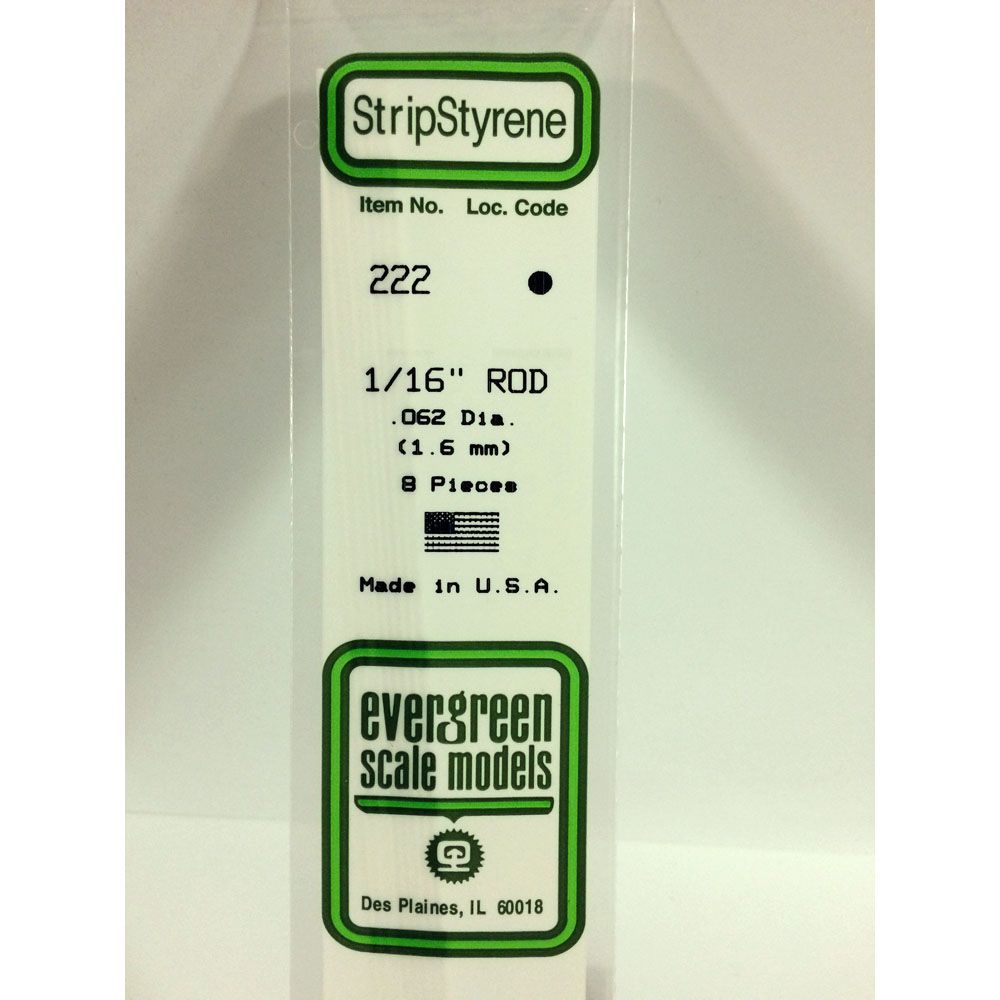 StripStyrene
Item No. Loc. Code
222
1/16" ROD
.062 Dia.
(1.6 mm)
8 Pieces
Made in U.S.A.
evergreen
scale models
Des Plaines, IL 60018